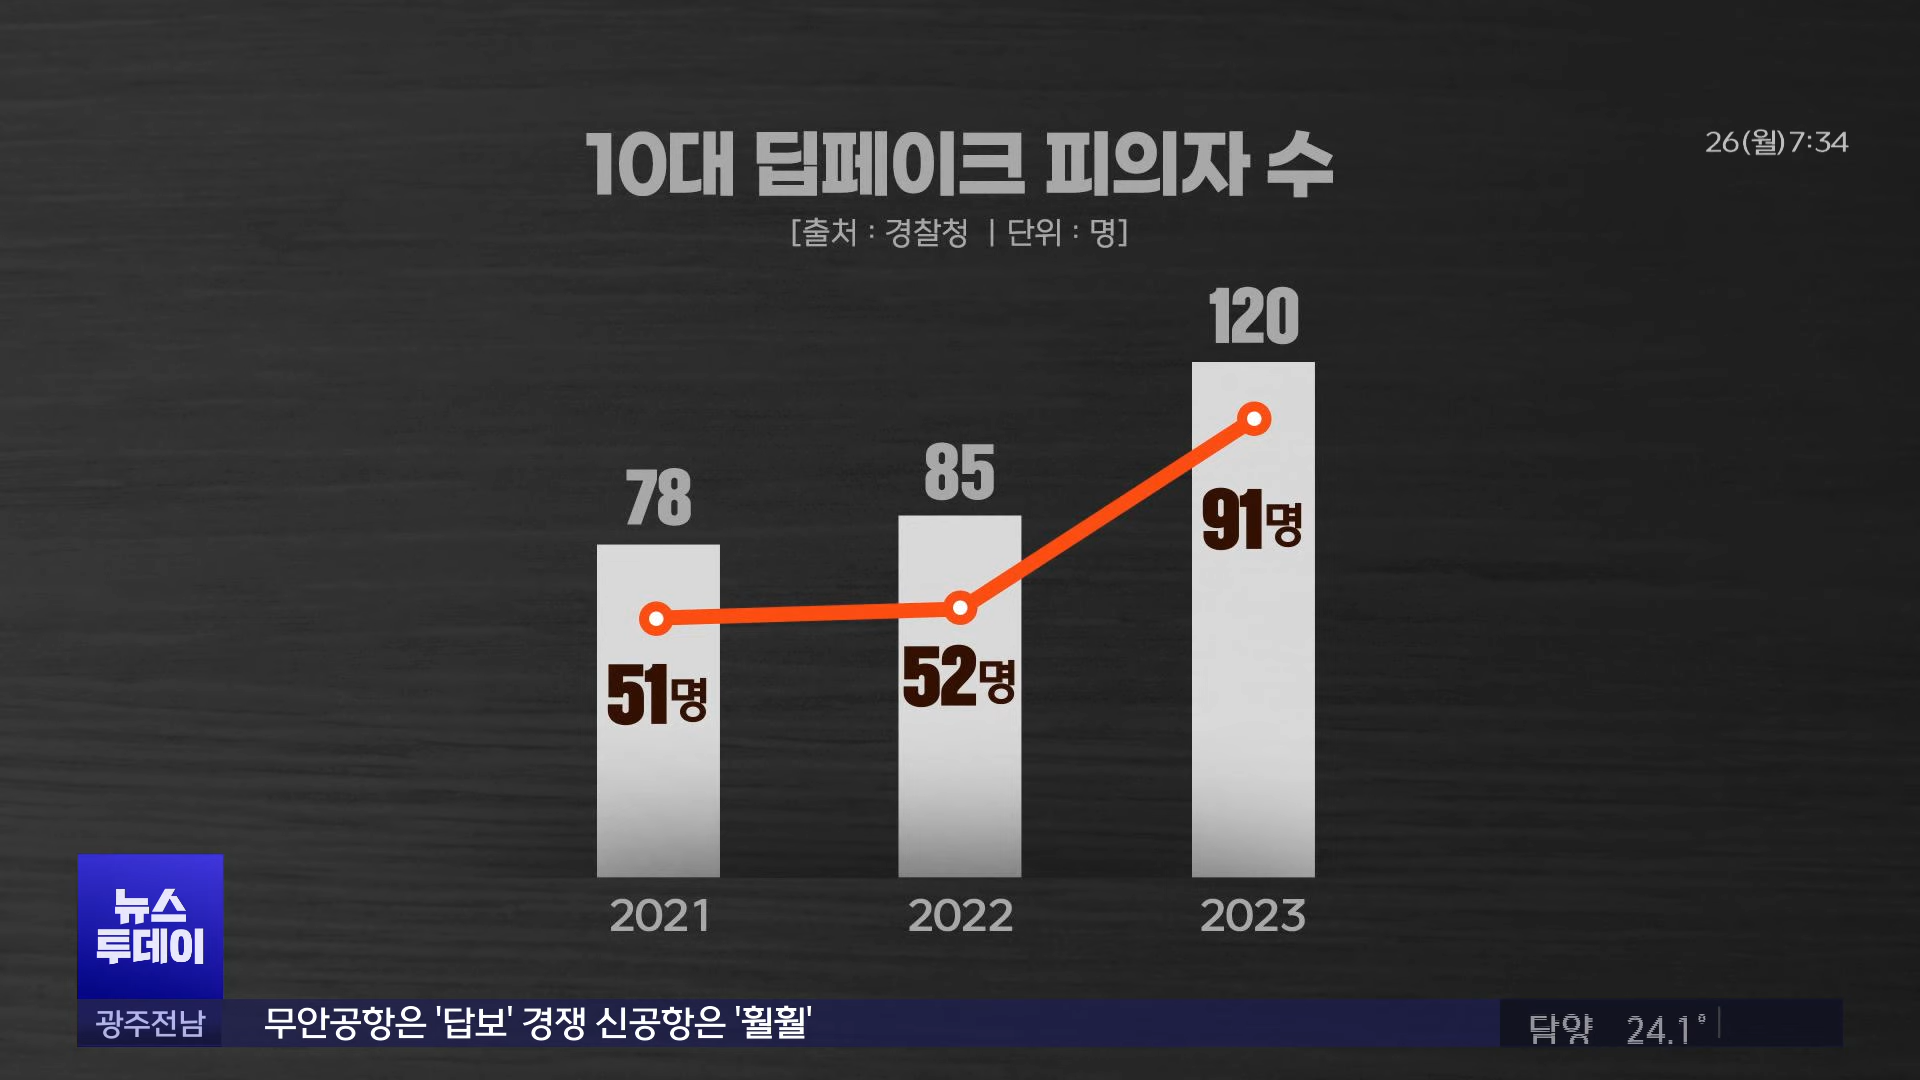 10대 딥페이크 피의자 수
26(월) 7:34
[출처 : 경찰청 | 단위 : 명]
120
85
78
91명
52명
51명
2021 2022 2023
뉴스
투데이
광주전남 무안공항은 '답보' 경쟁 신공항은 '훨훨'
담양 24.1°